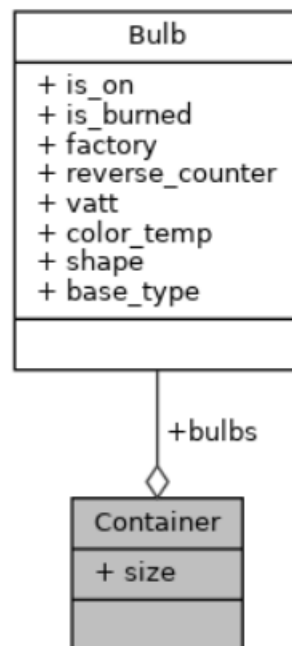 Bulb
+ is_on
+ is_burned
+ factory
+ reverse_counter
+ vatt
+ color_temp
+ shape
+ base_type
+bulbs
Container
+ size